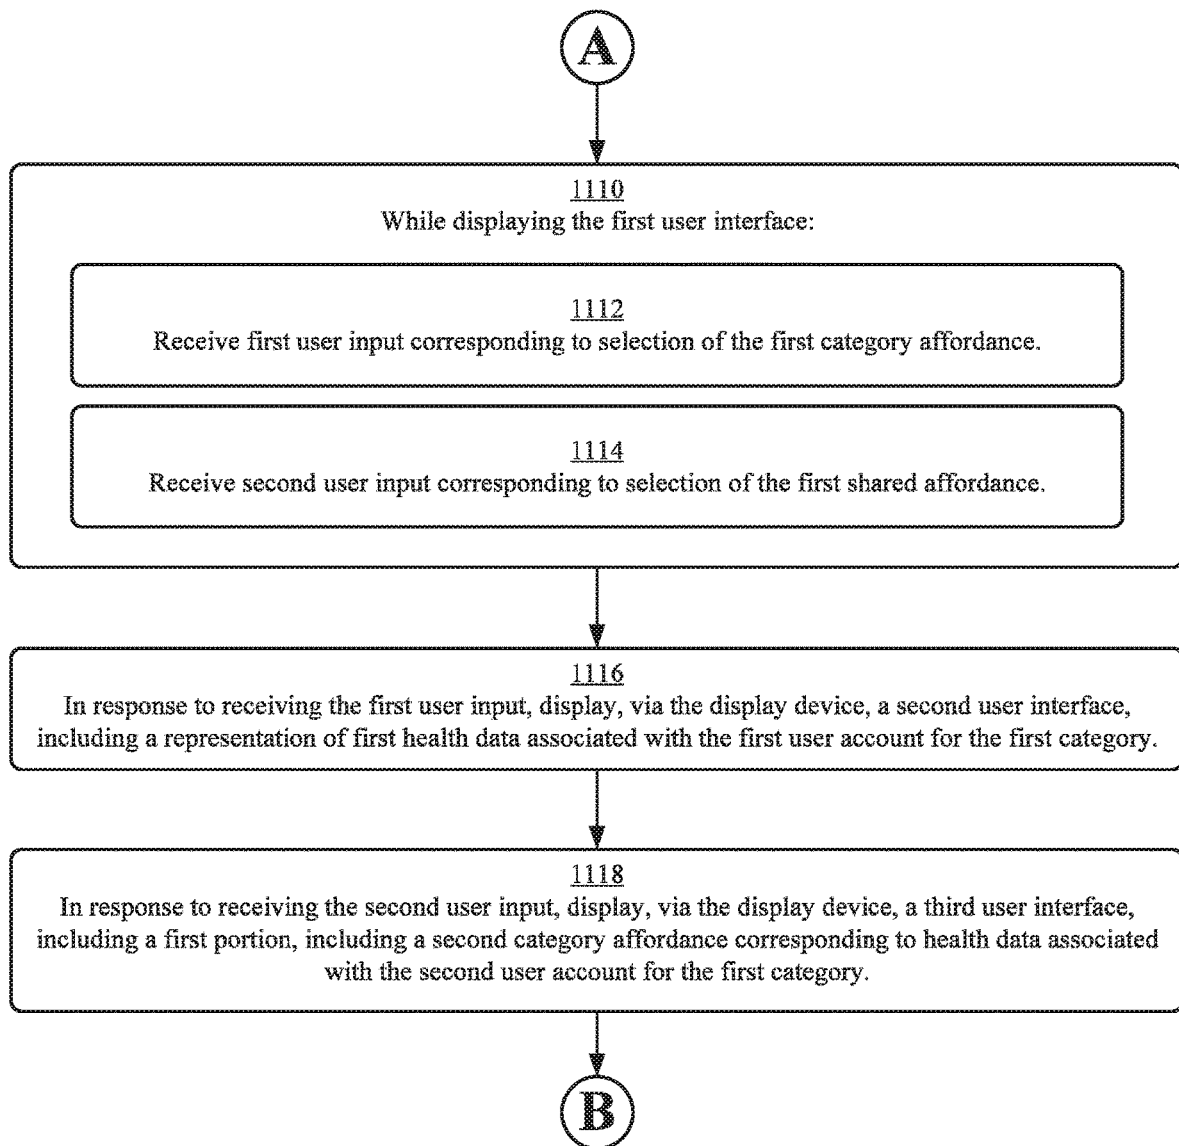 A
1110
While displaying the first user interface:
1112
Receive first user input corresponding to selection of the first category affordance.
1114
Receive second user input corresponding to selection of the first shared affordance.
1116
In response to receiving the first user input, display, via the display device, a second user interface,
including a representation of first health data associated with the first user account for the first category.
1118
In response to receiving the second user input, display, via the display device, a third user interface,
including a first portion, including a second category affordance corresponding to health data associated
with the second user account for the first category.
B